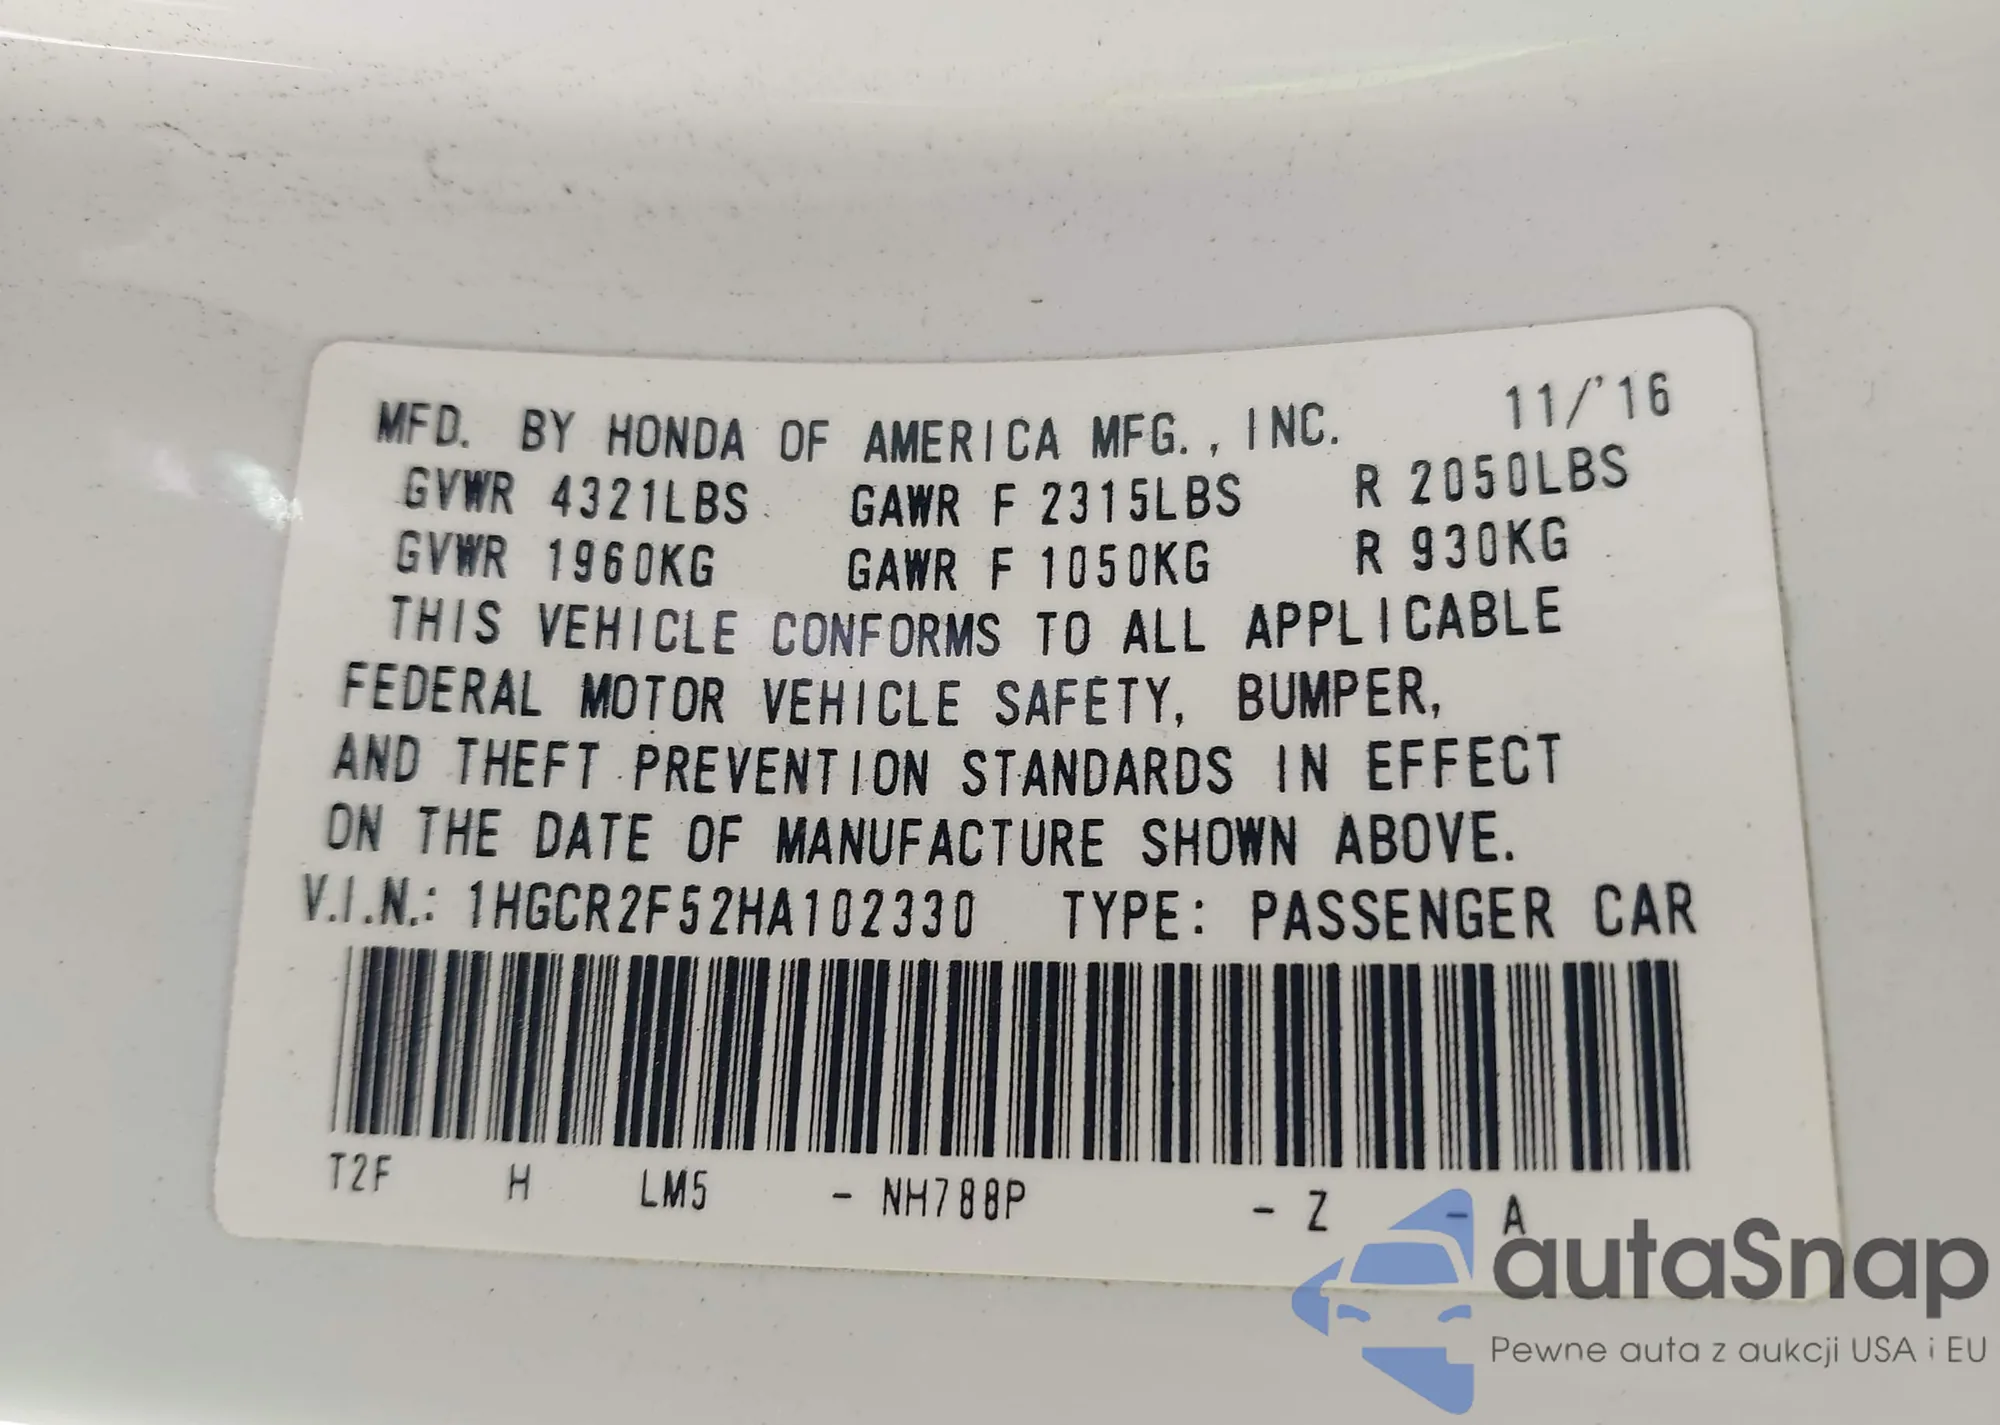 MFD. BY HONDA OF AMERICA MFG., INC. 11/'16
GVWR 4321LBS GAWR F 2315LBS R 2050LBS
GVWR 1960KG GAWR F 1050KG R 930KG
THIS VEHICLE CONFORMS TO ALL APPLICABLE
FEDERAL MOTOR VEHICLE SAFETY, BUMPER,
AND THEFT PREVENTION STANDARDS IN EFFECT
ON THE DATE OF MANUFACTURE SHOWN ABOVE.
V.I.N.: 1HGCR2F52HA102330 TYPE: PASSENGER CAR
T2F H LM5 - NH788P - Z - A
autaSnap
Pewne auta z aukcji USA i EU